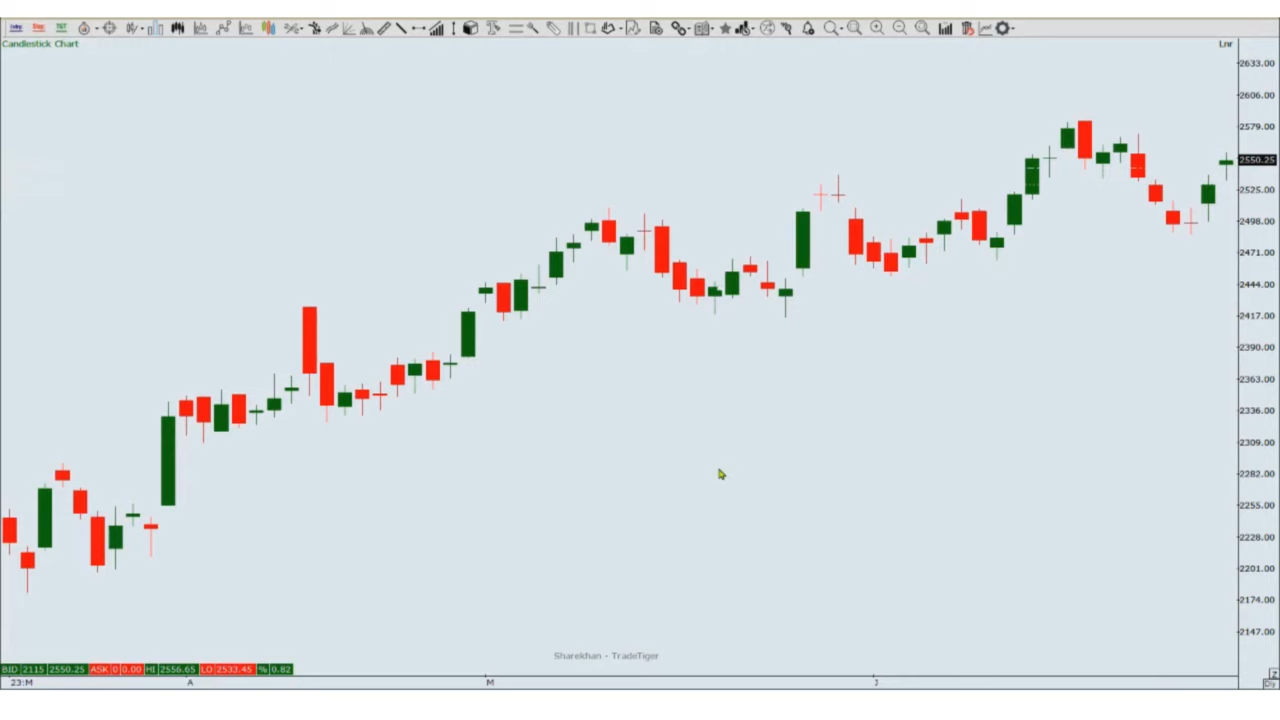 Candlestick Chart
Lnr
2633.00
2606.00
2579.00
2550.25
2525.00
2498.00
2471.00
2444.00
2417.00
2390.00
2363.00
2336.00
2309.00
2282.00
2255.00
2228.00
2201.00
2174.00
2147.00
Sharekhan - TradeTiger
BID 2115 2550.25 ASK 0 0.00 HI 2556.65 LO 2533.45 % 0.82
23:M A M J
Z
Dly